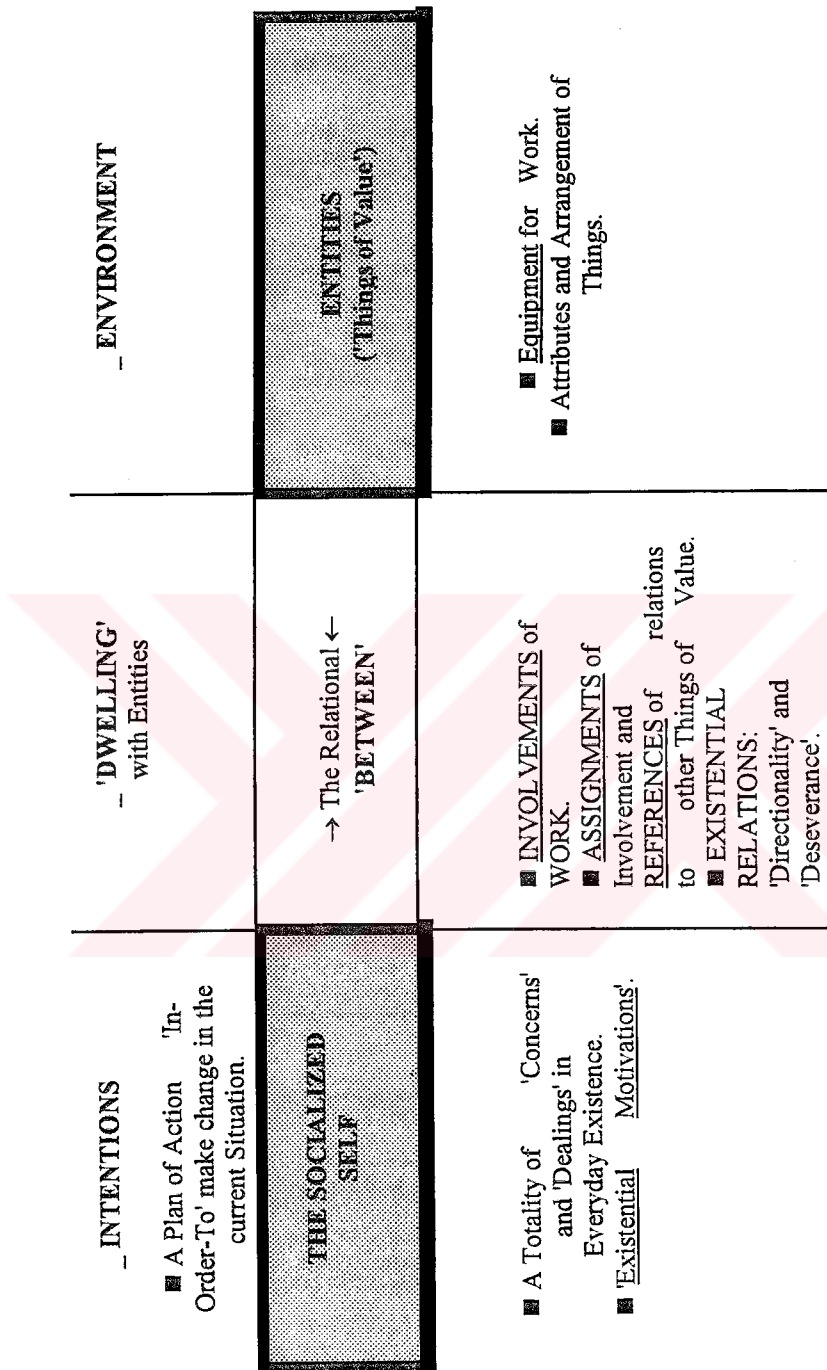 _ INTENTIONS
■ A Plan of Action 'In-
Order-To' make change in the
current Situation.
THE SOCIALIZED
SELF
■ A Totality of 'Concerns'
and 'Dealings' in
Everyday Existence.
■ 'Existential Motivations'.
_ 'DWELLING'
with Entities
→ The Relational ←
'BETWEEN'
■ INVOLVEMENTS of
WORK.
■ ASSIGNMENTS of
Involvement and
REFERENCES of relations
to other Things of Value.
■ EXISTENTIAL
RELATIONS:
'Directionality' and
'Deseverance'.
_ ENVIRONMENT
ENTITIES
('Things of Value')
■ Equipment for Work.
■ Attributes and Arrangement of
Things.